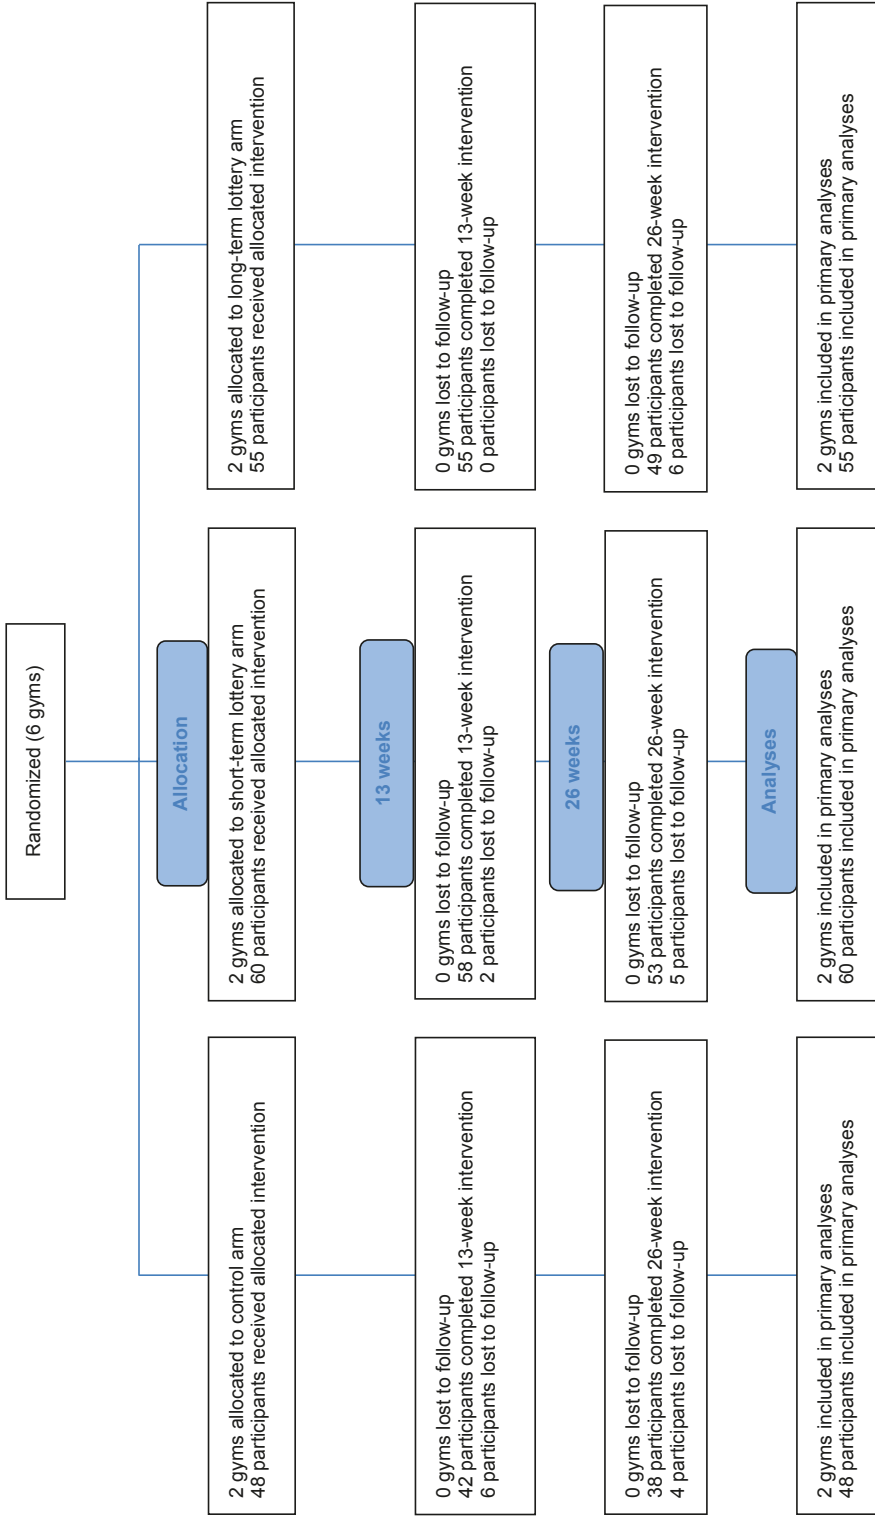 Randomized (6 gyms)
Allocation
2 gyms allocated to control arm
48 participants received allocated intervention
2 gyms allocated to short-term lottery arm
60 participants received allocated intervention
2 gyms allocated to long-term lottery arm
55 participants received allocated intervention
13 weeks
0 gyms lost to follow-up
42 participants completed 13-week intervention
6 participants lost to follow-up
0 gyms lost to follow-up
58 participants completed 13-week intervention
2 participants lost to follow-up
0 gyms lost to follow-up
55 participants completed 13-week intervention
0 participants lost to follow-up
26 weeks
0 gyms lost to follow-up
38 participants completed 26-week intervention
4 participants lost to follow-up
0 gyms lost to follow-up
53 participants completed 26-week intervention
5 participants lost to follow-up
0 gyms lost to follow-up
49 participants completed 26-week intervention
6 participants lost to follow-up
Analyses
2 gyms included in primary analyses
48 participants included in primary analyses
2 gyms included in primary analyses
60 participants included in primary analyses
2 gyms included in primary analyses
55 participants included in primary analyses